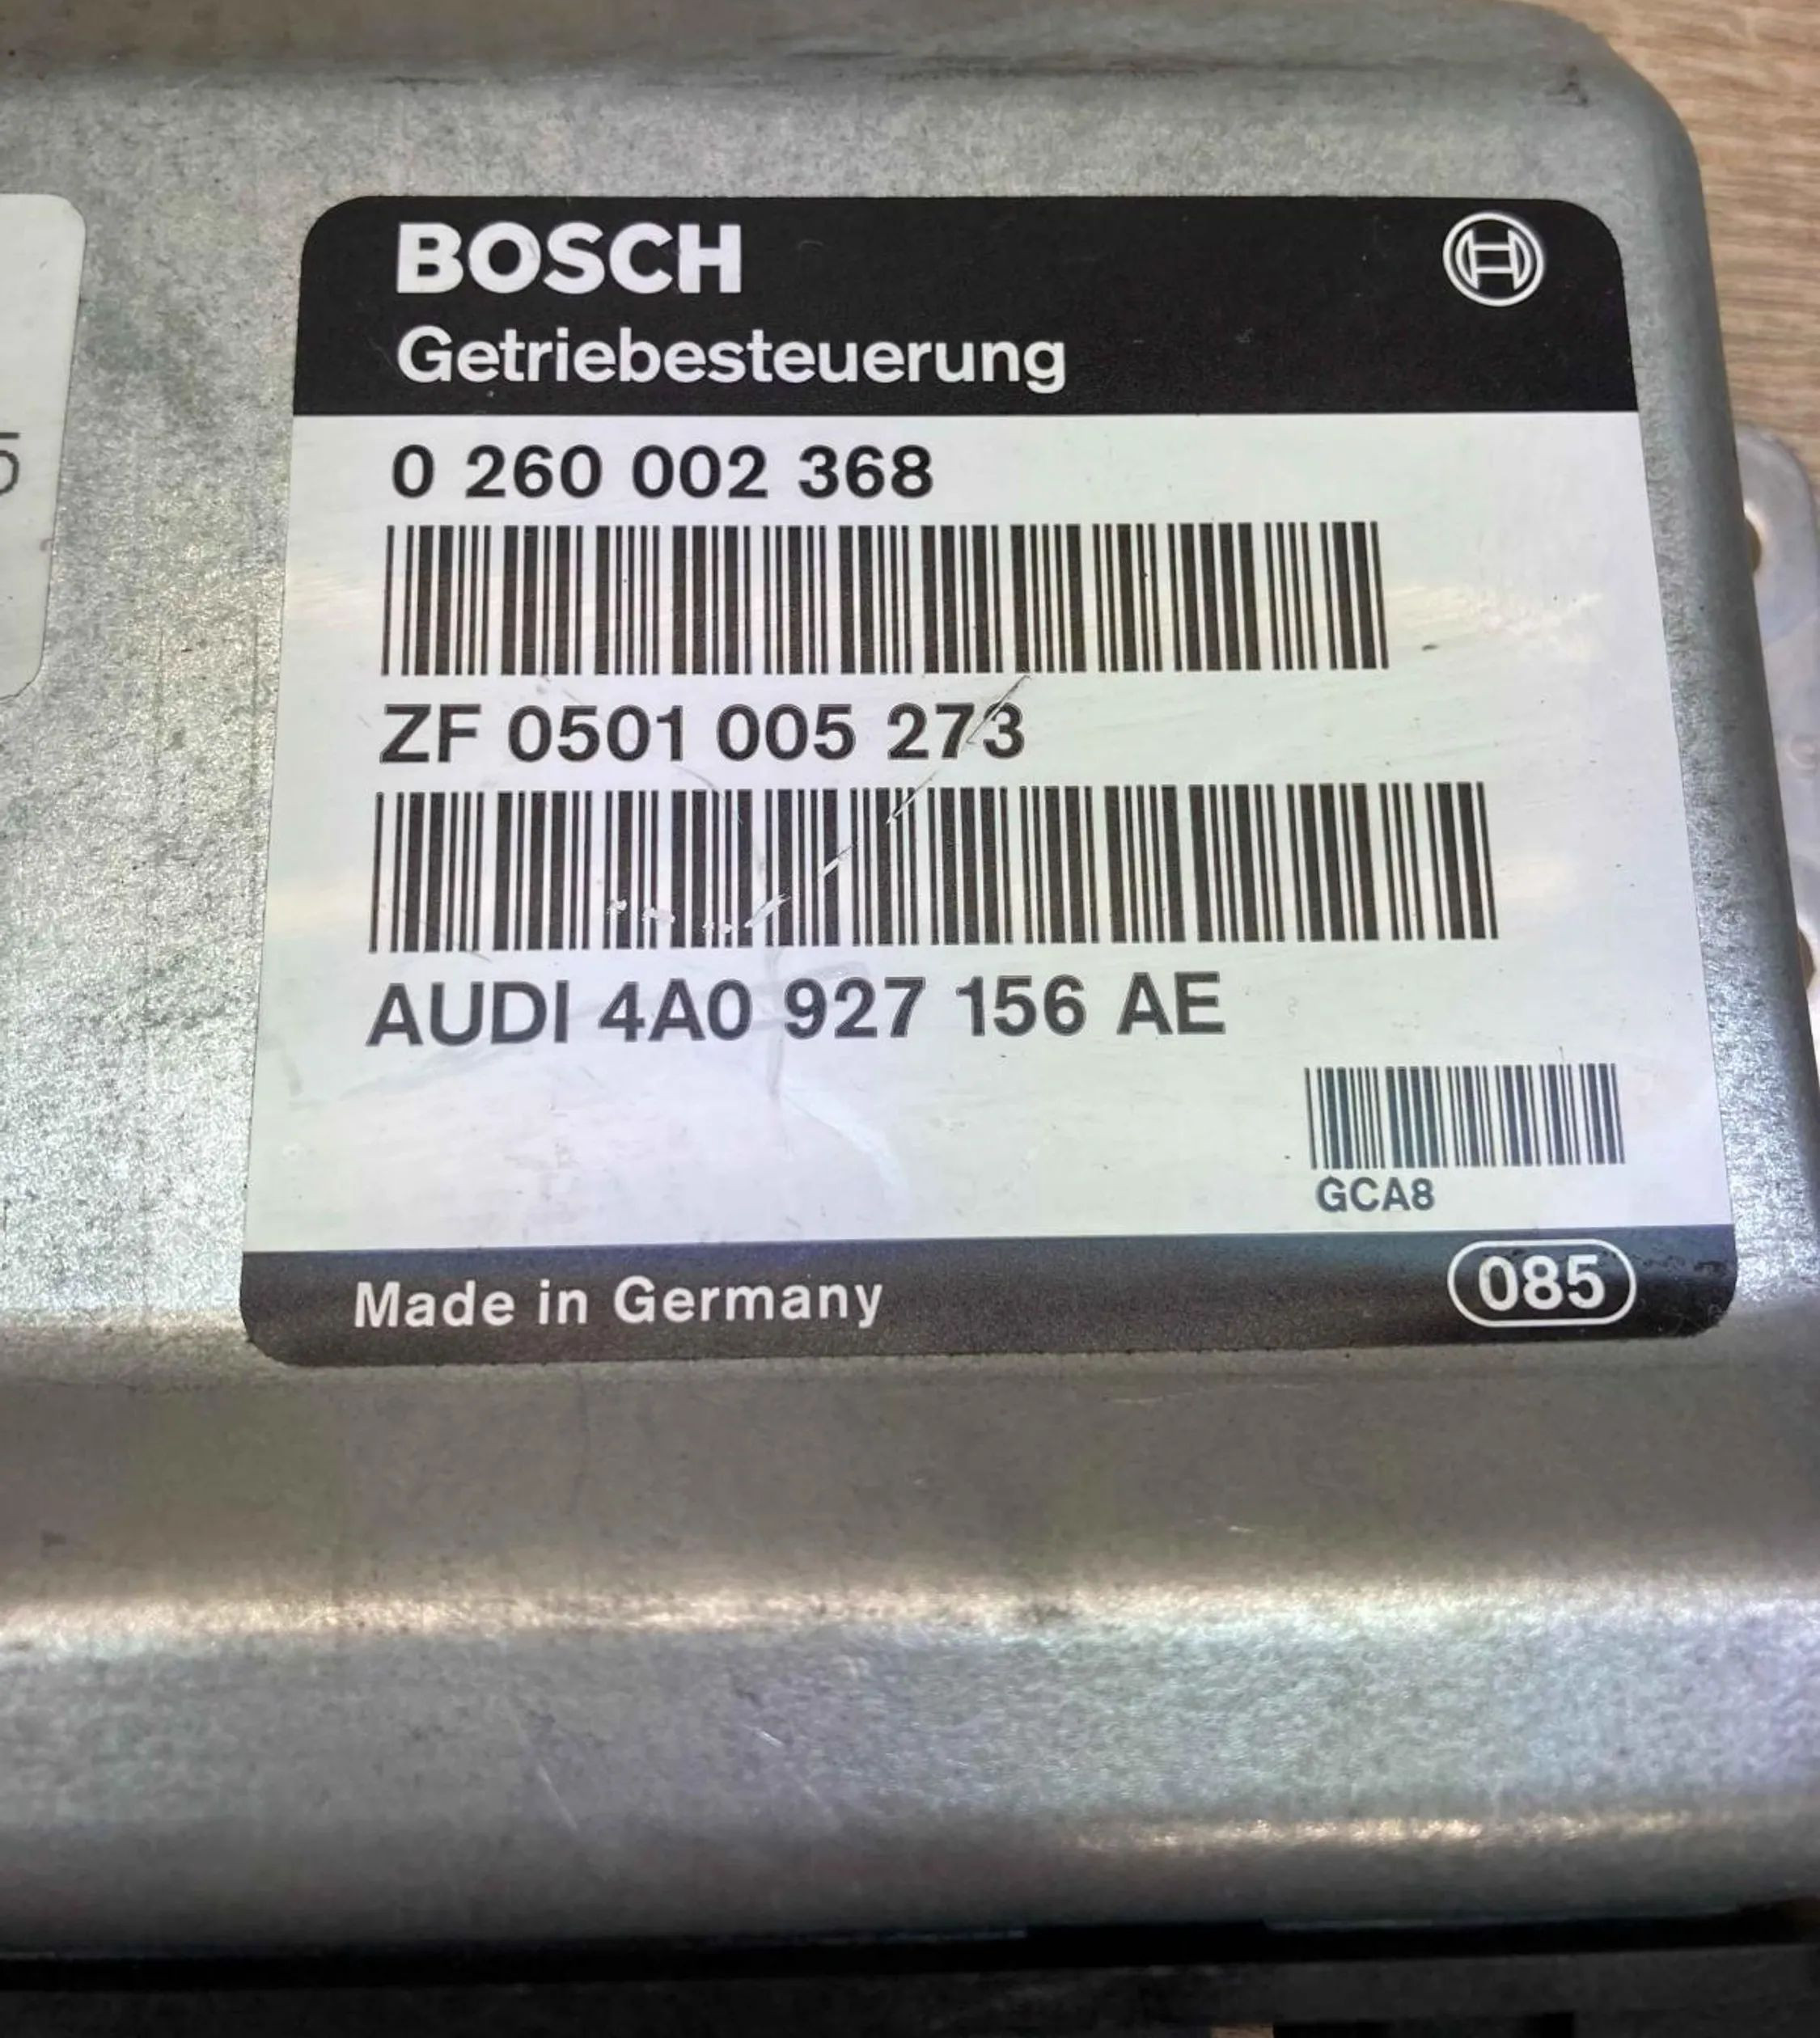 BOSCH
Getriebesteuerung
0 260 002 368
ZF 0501 005 273
AUDI 4A0 927 156 AE
GCA8
Made in Germany
085